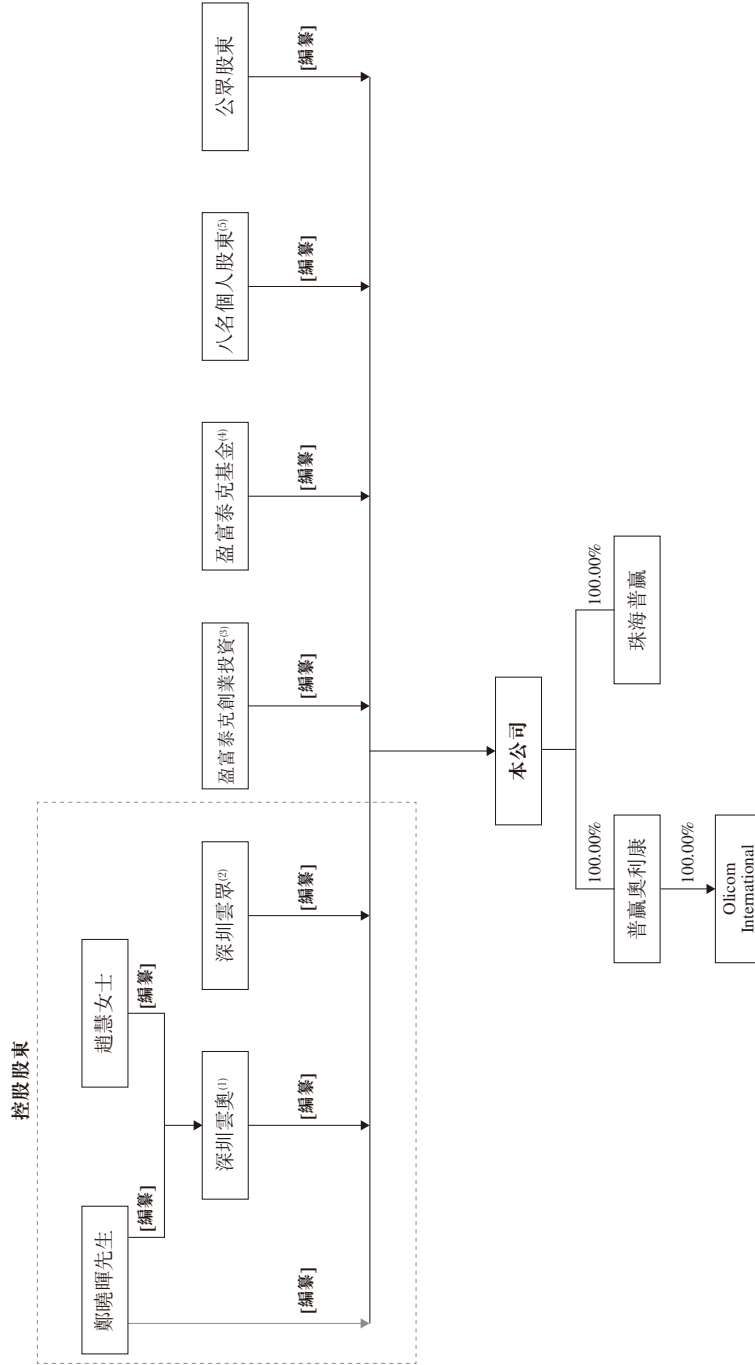 控股股東
鄭曉暉先生
趙慧女士
[編纂]
[編纂]
深圳雲奧(1)
深圳雲眾(2)
盈富泰克創業投資(3)
盈富泰克基金(4)
八名個人股東(5)
公眾股東
[編纂]
[編纂]
[編纂]
[編纂]
[編纂]
[編纂]
[編纂]
本公司
100.00%
100.00%
普贏奧利康
珠海普贏
100.00%
Olicom
International